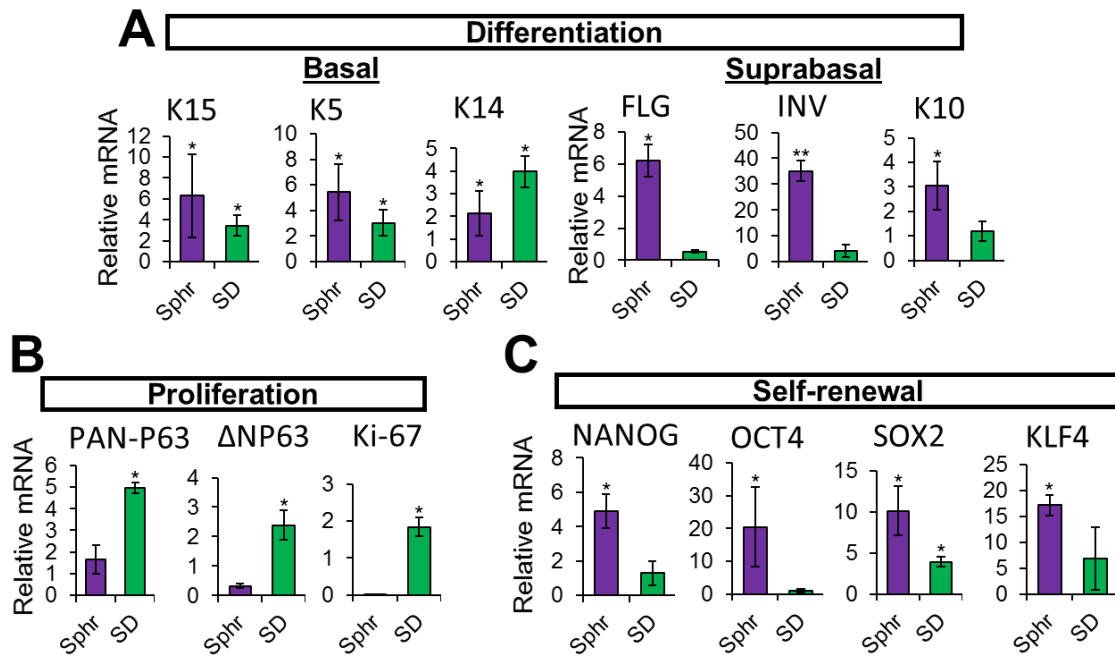 A
Differentiation
Basal
Suprabasal
K15
K5
K14
FLG
INV
K10
Relative mRNA
12
10
8
6
4
2
0
*
*
Sphr
SD
10
8
6
4
2
0
*
*
Sphr
SD
5
4
3
2
1
0
*
*
Sphr
SD
8
6
4
2
0
*
Sphr
SD
50
40
30
20
10
0
**
Sphr
SD
5
4
3
2
1
0
*
Sphr
SD
B
Proliferation
PAN-P63
ΔNP63
Ki-67
Relative mRNA
6
5
4
3
2
1
0
*
Sphr
SD
4
3
2
1
0
*
Sphr
SD
3
2
1
0
*
Sphr
SD
C
Self-renewal
NANOG
OCT4
SOX2
KLF4
Relative mRNA
8
6
4
2
0
*
Sphr
SD
40
30
20
10
0
*
Sphr
SD
15
10
5
0
*
*
Sphr
SD
25
20
15
10
5
0
*
Sphr
SD